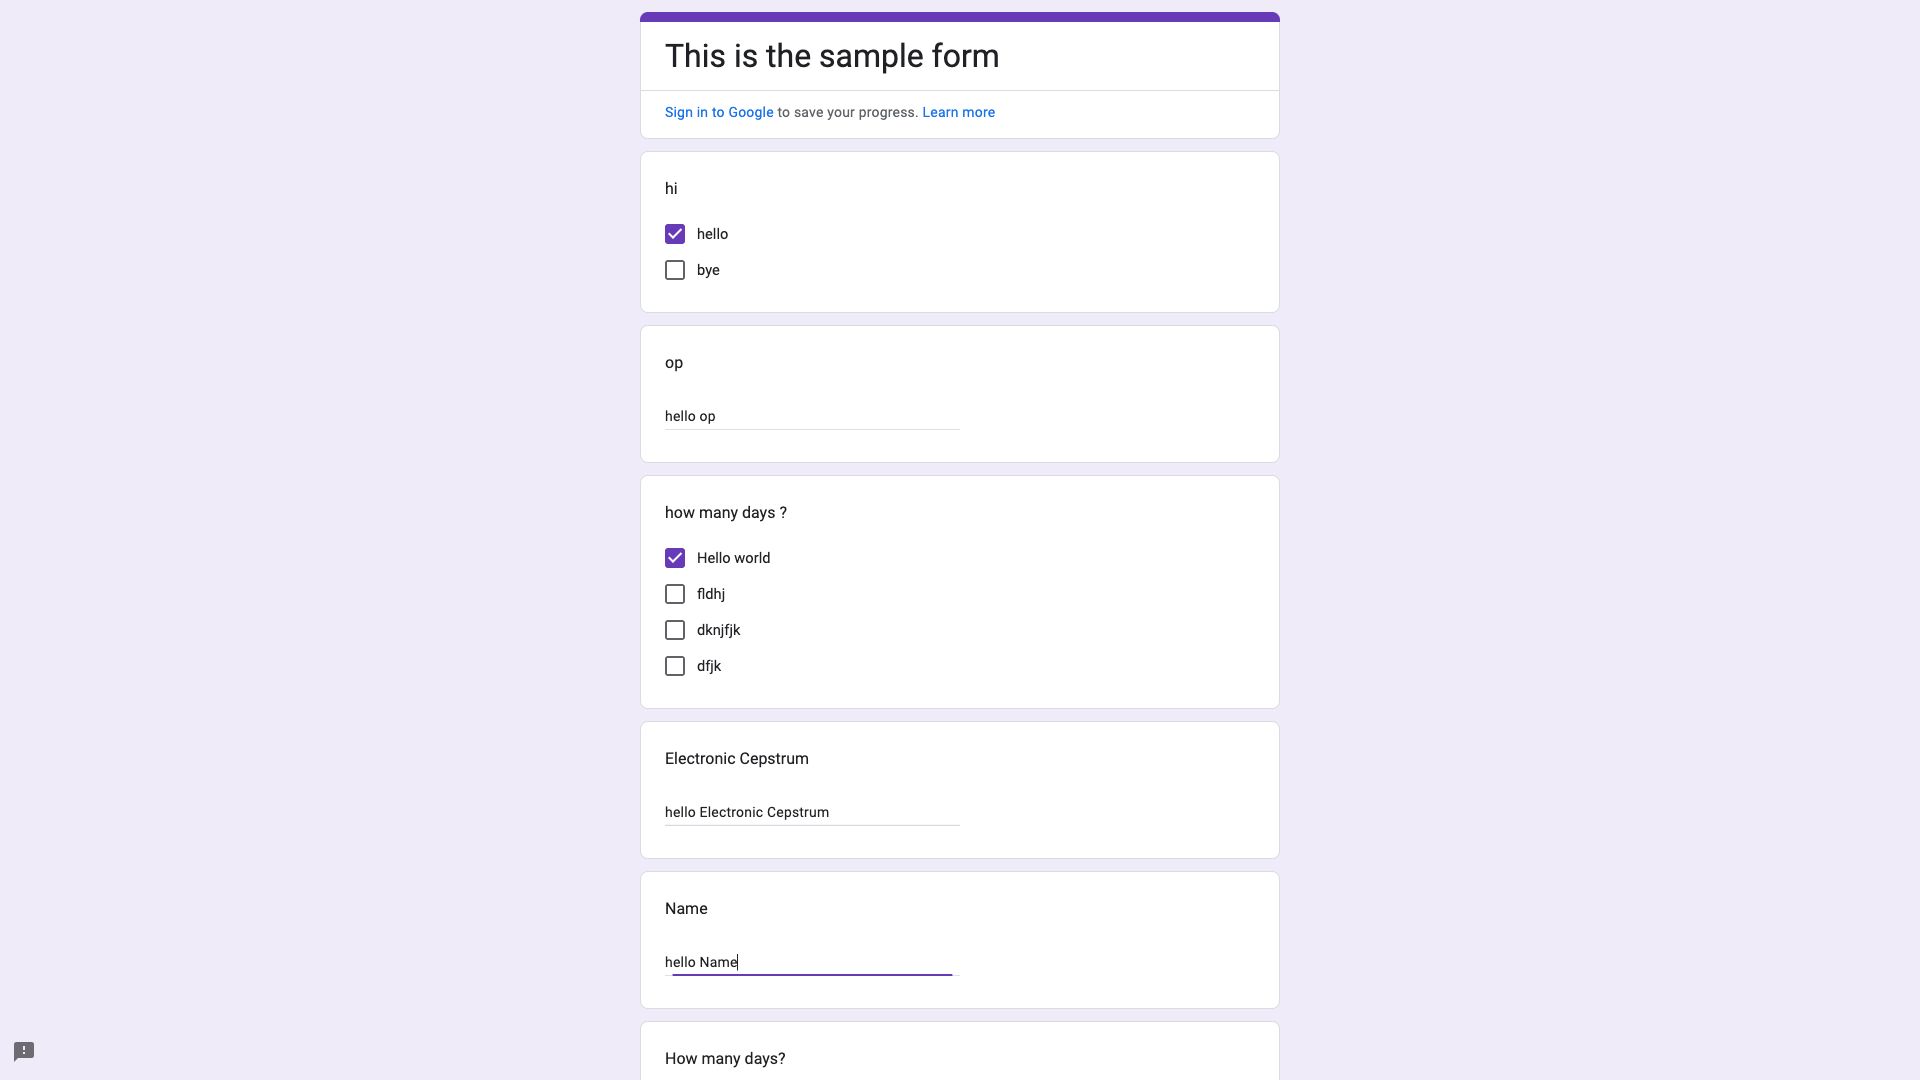 This is the sample form
Sign in to Google to save your progress. Learn more
hi
hello
bye
op
hello op
how many days ?
Hello world
fldhj
dknjfjk
dfjk
Electronic Cepstrum
hello Electronic Cepstrum
Name
hello Name
How many days?